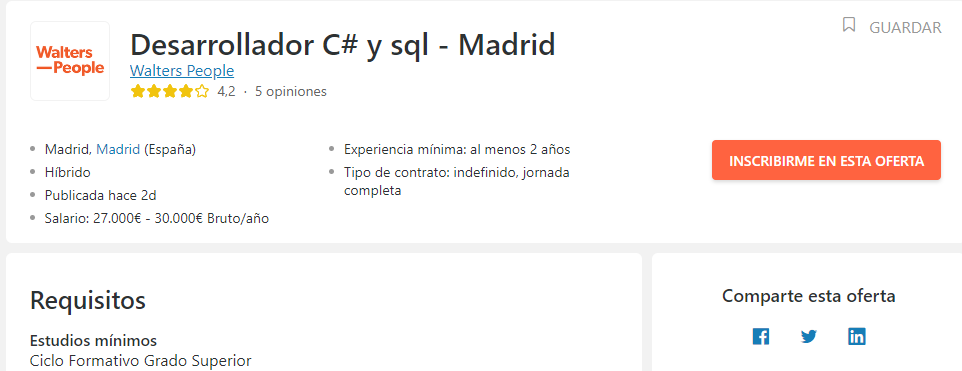 Walters
People
Desarrollador C# y sql - Madrid
GUARDAR
Walters People
4,2 · 5 opiniones
Madrid, Madrid (España)
Híbrido
Publicada hace 2d
Salario: 27.000€ - 30.000€ Bruto/año
Experiencia mínima: al menos 2 años
Tipo de contrato: indefinido, jornada
completa
INSCRIBIRME EN ESTA OFERTA
Requisitos
Estudios mínimos
Ciclo Formativo Grado Superior
Comparte esta oferta